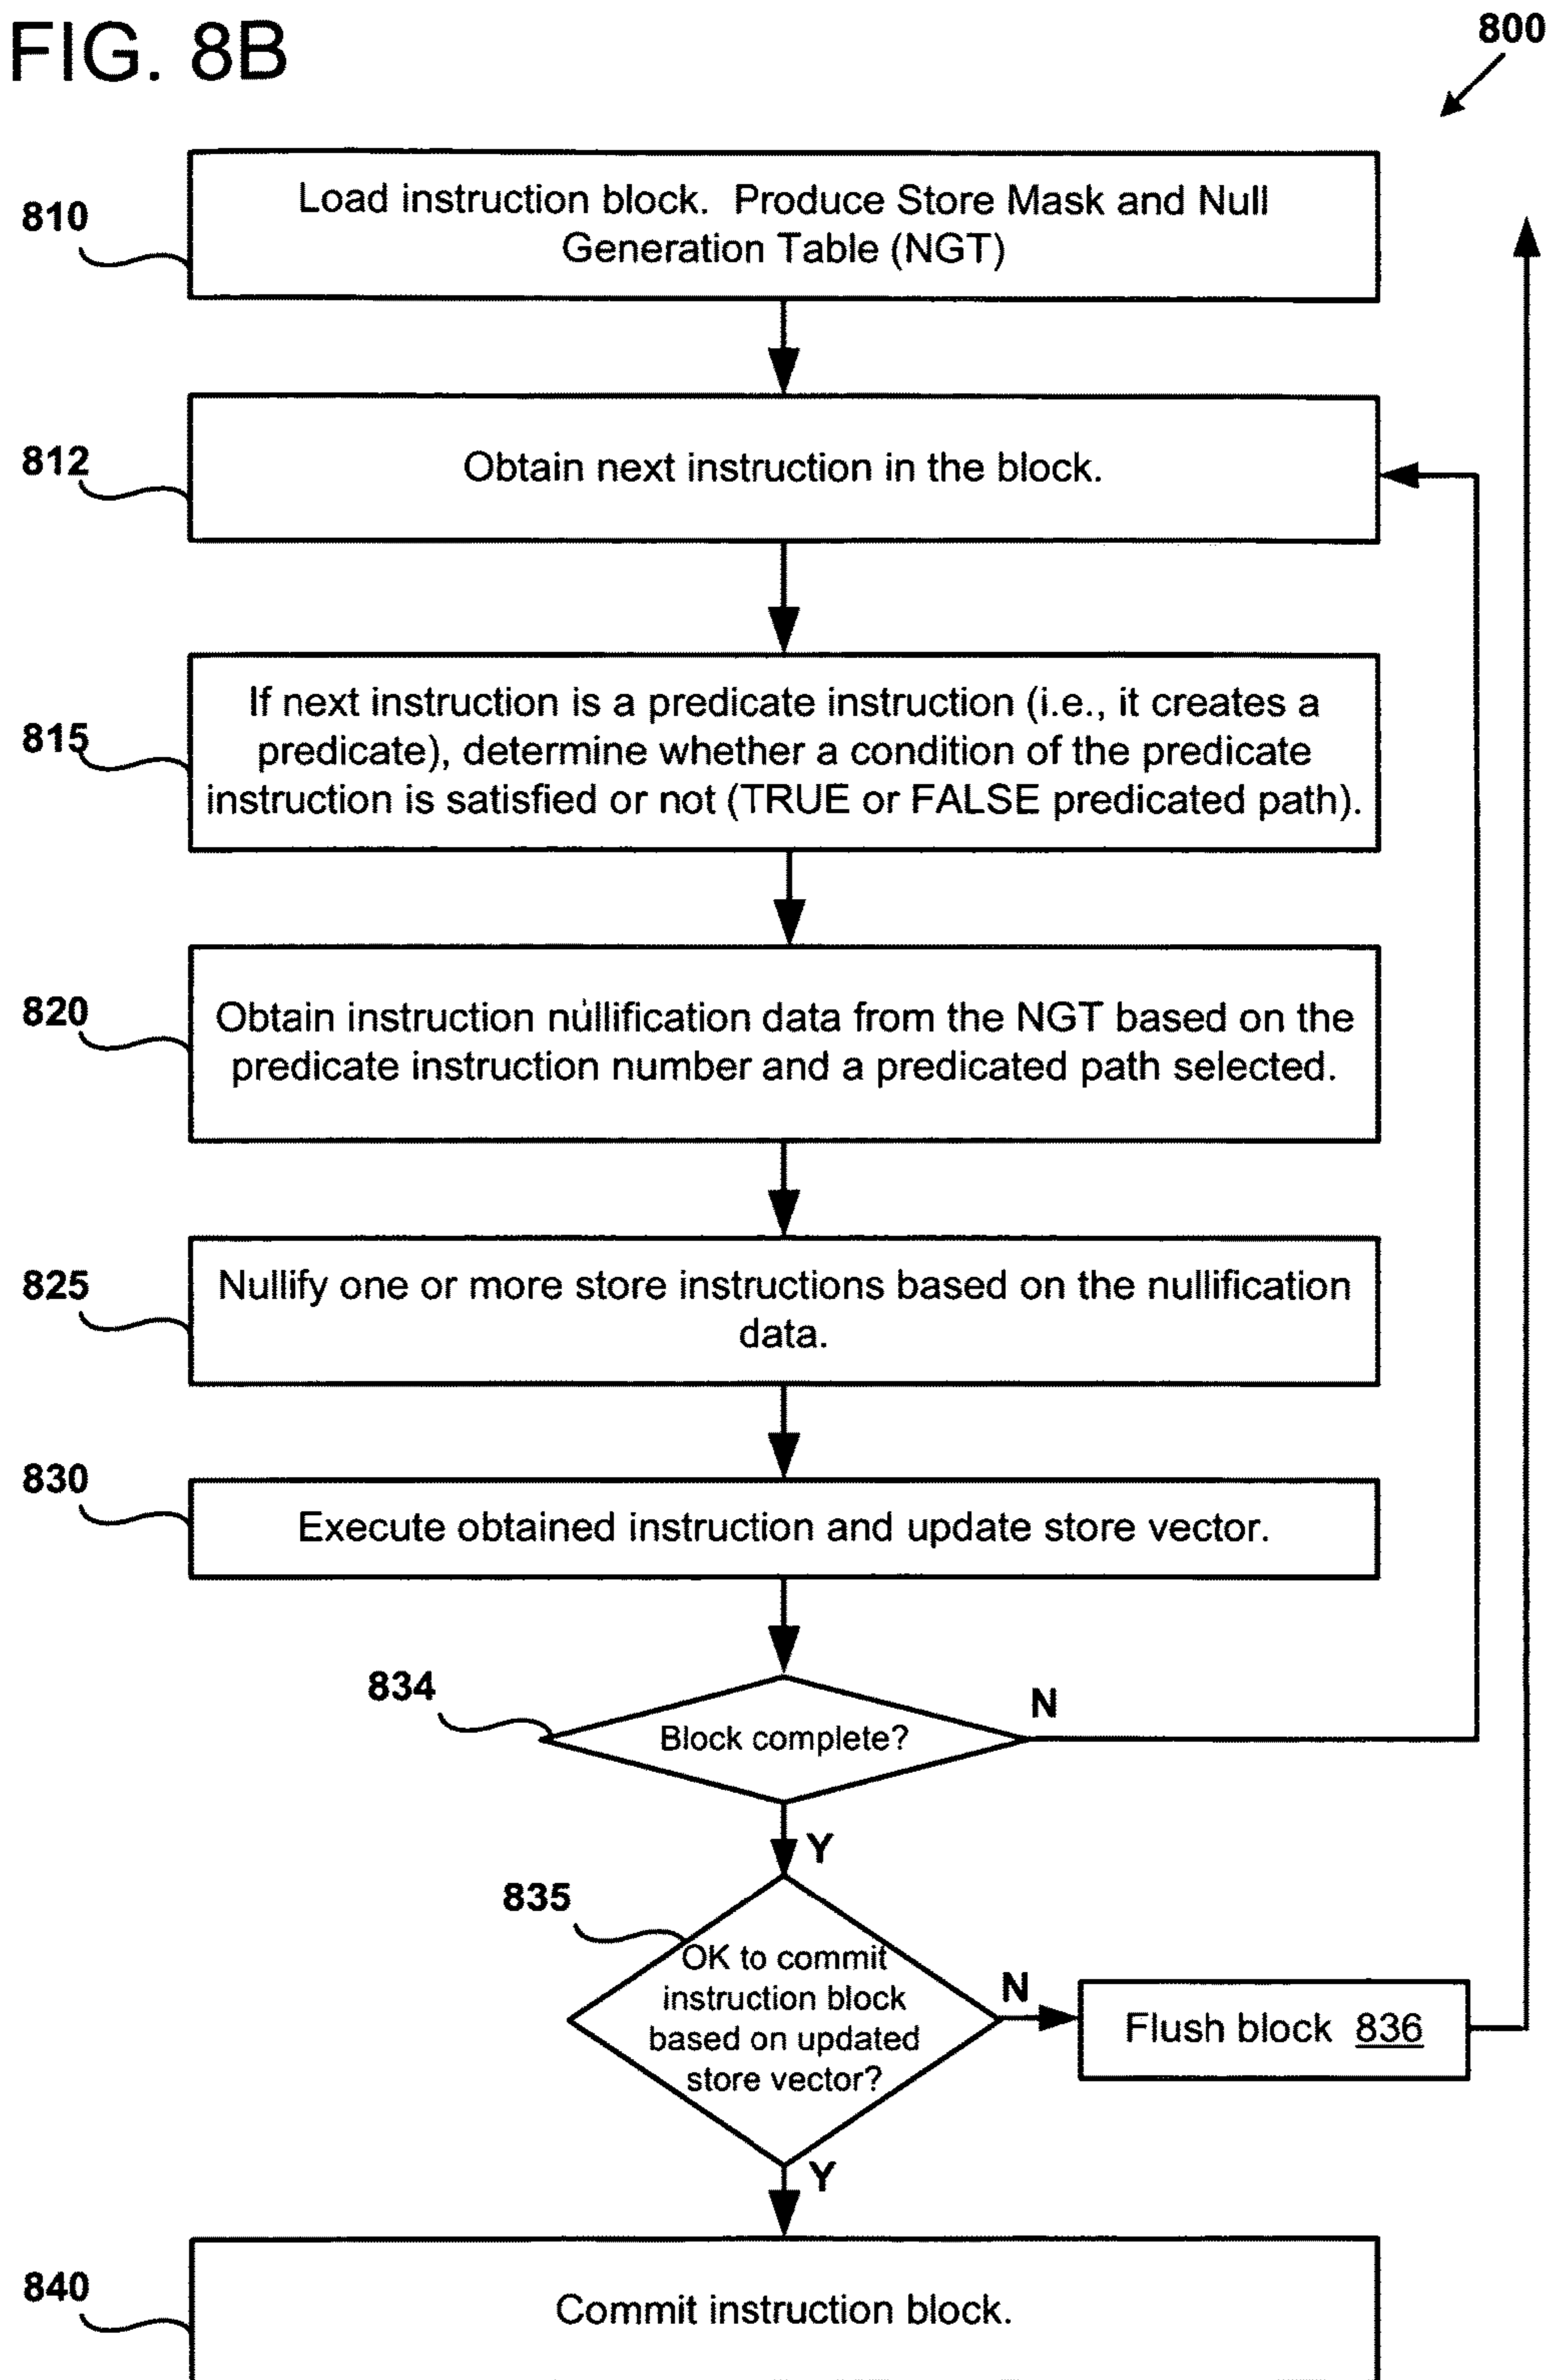 FIG. 8B
800
810
Load instruction block. Produce Store Mask and Null
Generation Table (NGT)
812
Obtain next instruction in the block.
815
If next instruction is a predicate instruction (i.e., it creates a
predicate), determine whether a condition of the predicate
instruction is satisfied or not (TRUE or FALSE predicated path).
820
Obtain instruction nullification data from the NGT based on the
predicate instruction number and a predicated path selected.
825
Nullify one or more store instructions based on the nullification
data.
830
Execute obtained instruction and update store vector.
834
Block complete?
N
Y
835
OK to commit
instruction block
based on updated
store vector?
N
Flush block 836
Y
840
Commit instruction block.